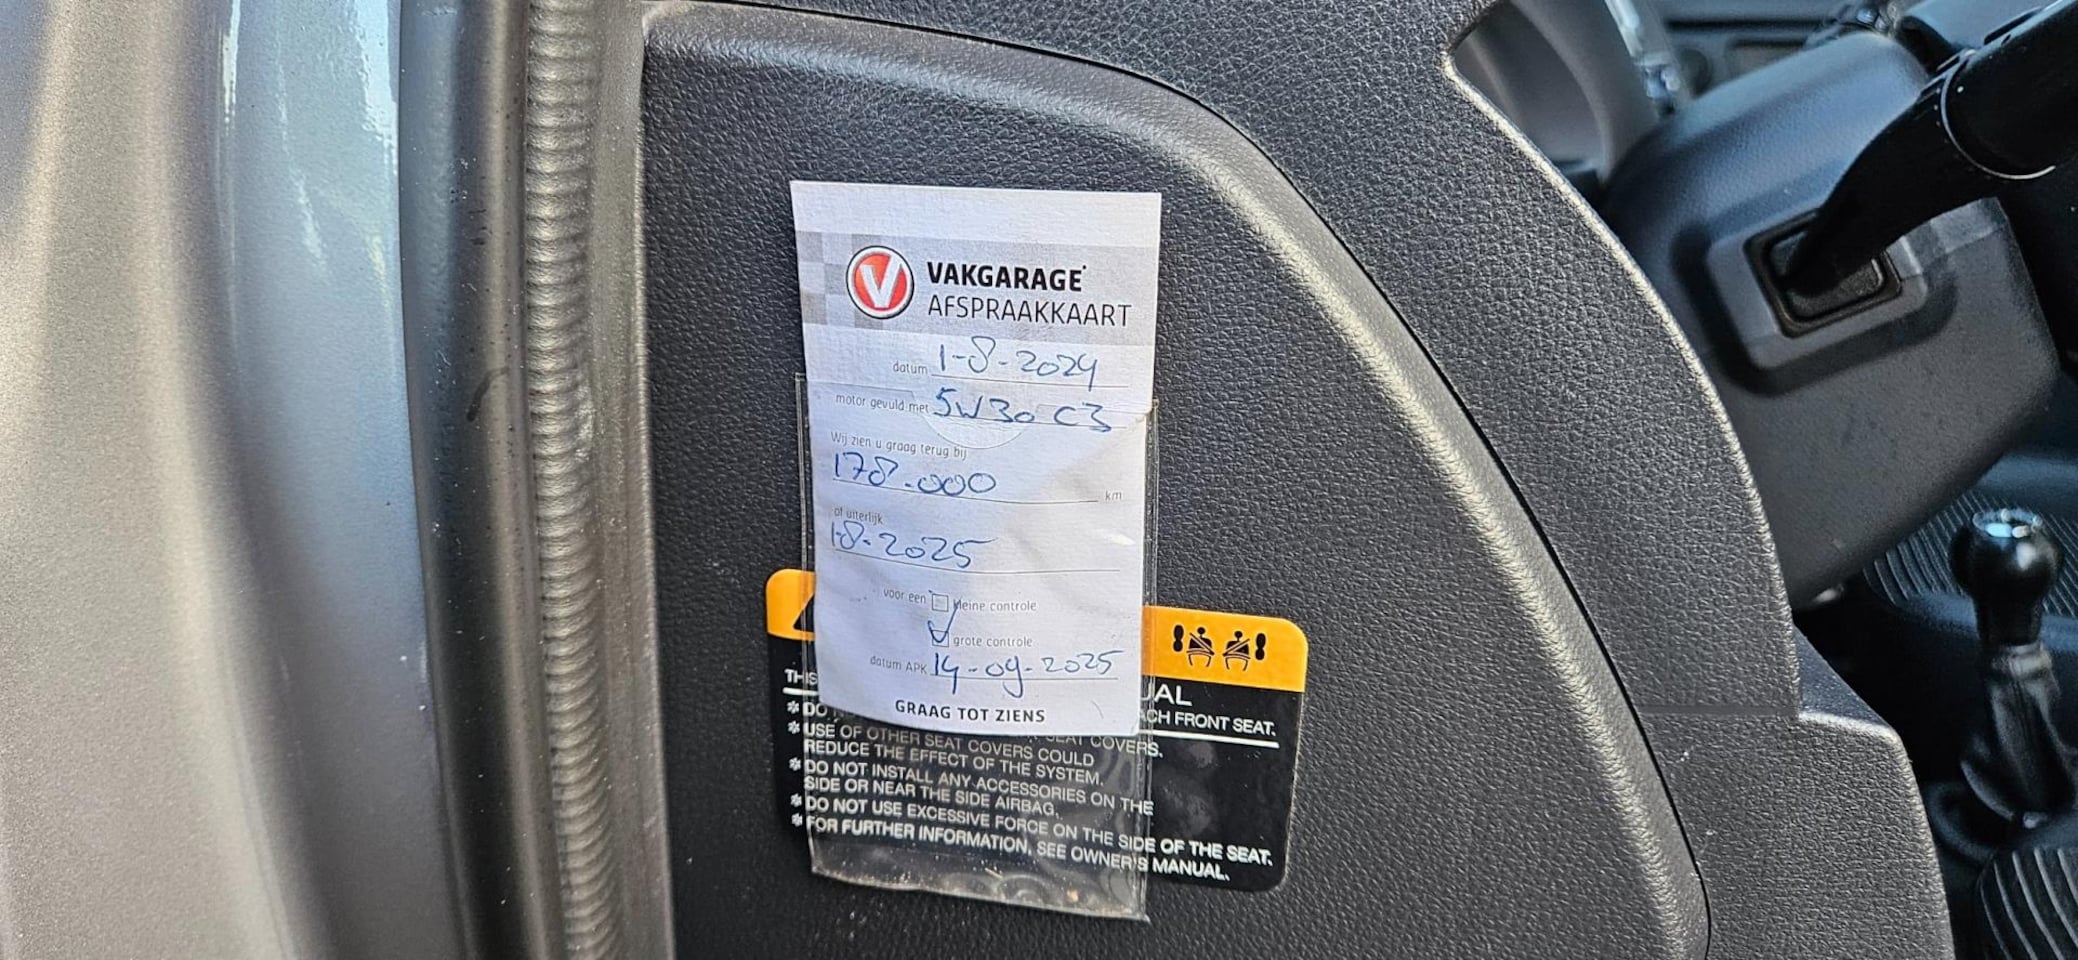 VAKGARAGE
AFSPRAAKKAART
datum 1-8-2024
motor gevuld met 5W30 C3
Wij zien u graag terug bij
178.000 km
of uiterlijk
1-8-2025
voor een kleine controle
grote controle
datum APK 14-09-2025
GRAAG TOT ZIENS
THIS
UAL
* DO
ACH FRONT SEAT.
SEAT COVERS.
* USE OF OTHER SEAT COVERS COULD
REDUCE THE EFFECT OF THE SYSTEM.
* DO NOT INSTALL ANY ACCESSORIES ON THE
SIDE OR NEAR THE SIDE AIRBAG.
* DO NOT USE EXCESSIVE FORCE ON THE SIDE OF THE SEAT.
* FOR FURTHER INFORMATION, SEE OWNER'S MANUAL.